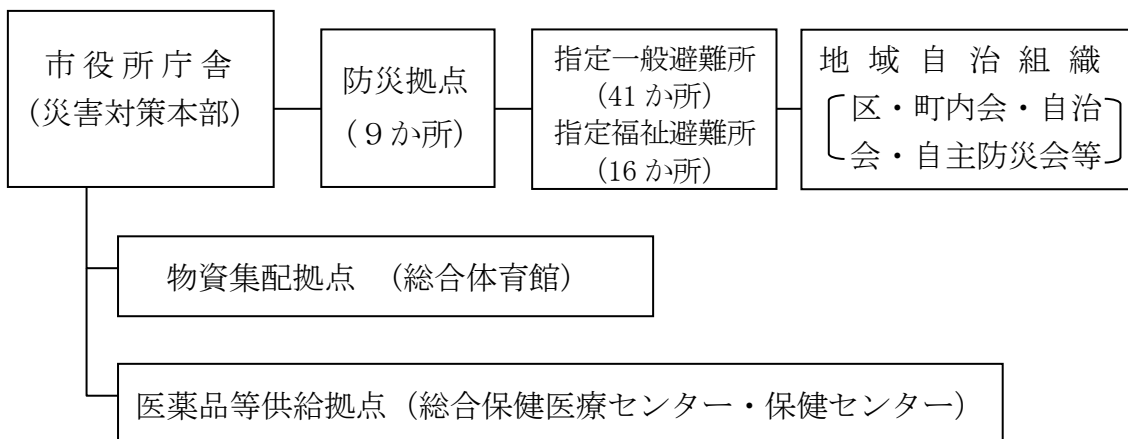 市役所庁舎
(災害対策本部)
防災拠点
(９か所)
指定一般避難所
(41か所)
指定福祉避難所
(16か所)
地域自治組織
区・町内会・自治
会・自主防災会等
物資集配拠点 (総合体育館)
医薬品等供給拠点 (総合保健医療センター・保健センター)